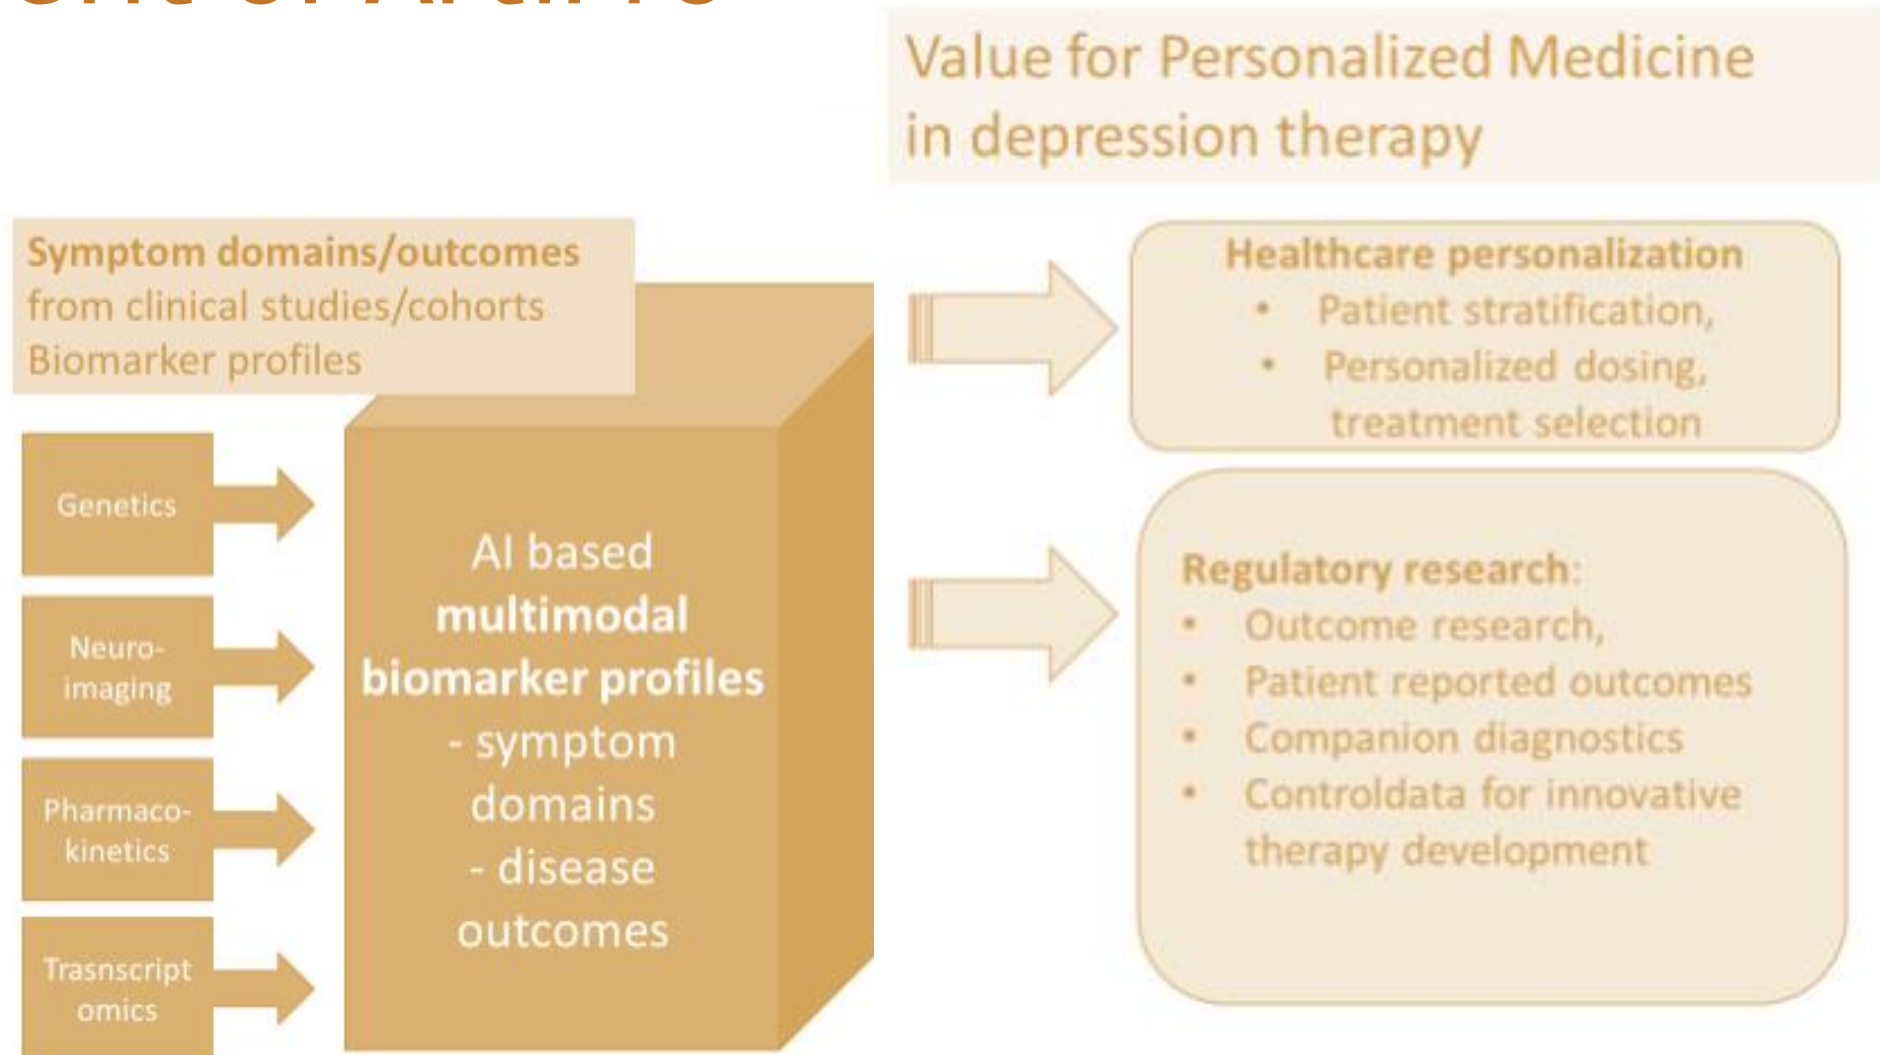 Value for Personalized Medicine
in depression therapy
Symptom domains/outcomes
from clinical studies/cohorts
Biomarker profiles
Genetics
Neuro-
imaging
Pharmaco-
kinetics
Trasnscript
omics
AI based
multimodal
biomarker profiles
- symptom
domains
- disease
outcomes
Healthcare personalization
• Patient stratification,
• Personalized dosing,
treatment selection
Regulatory research:
• Outcome research,
• Patient reported outcomes
• Companion diagnostics
• Controldata for innovative
therapy development